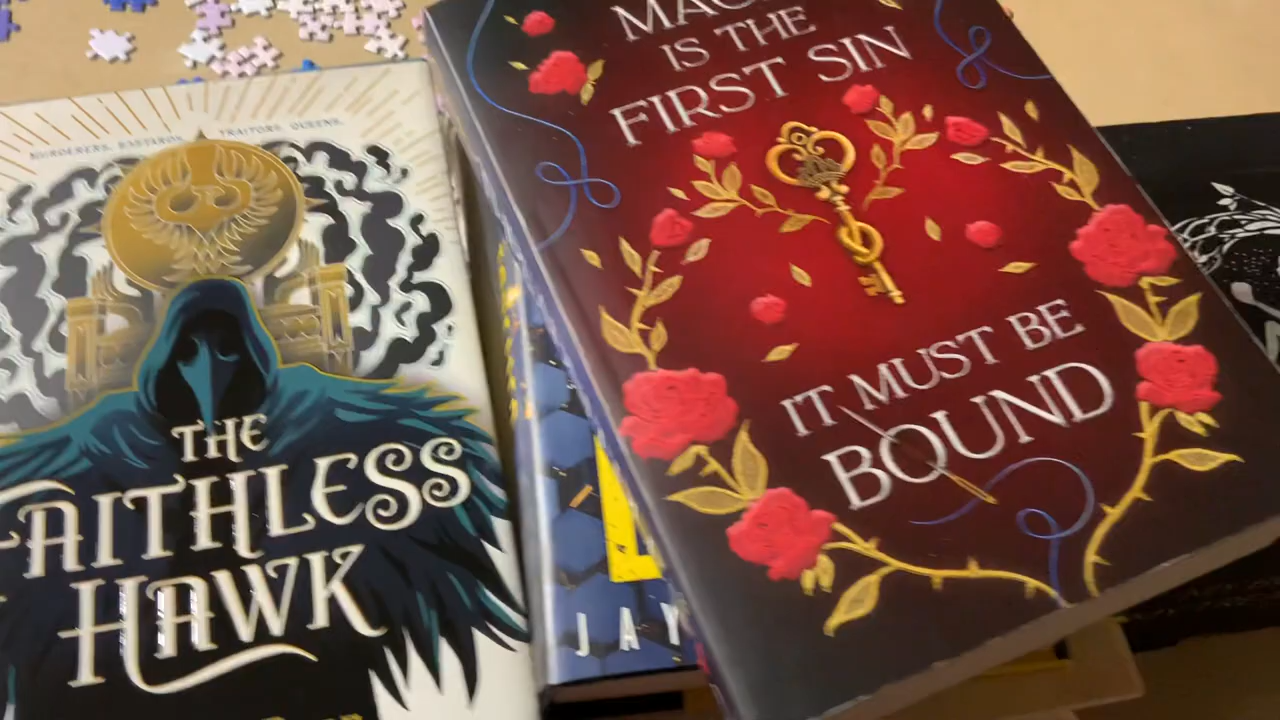 MURDERERS. BASTARDS. TRAITORS. QUEENS.
THE
FAITHLESS
HAWK
IS THE
FIRST SIN
IT MUST BE
BOUND
JAY